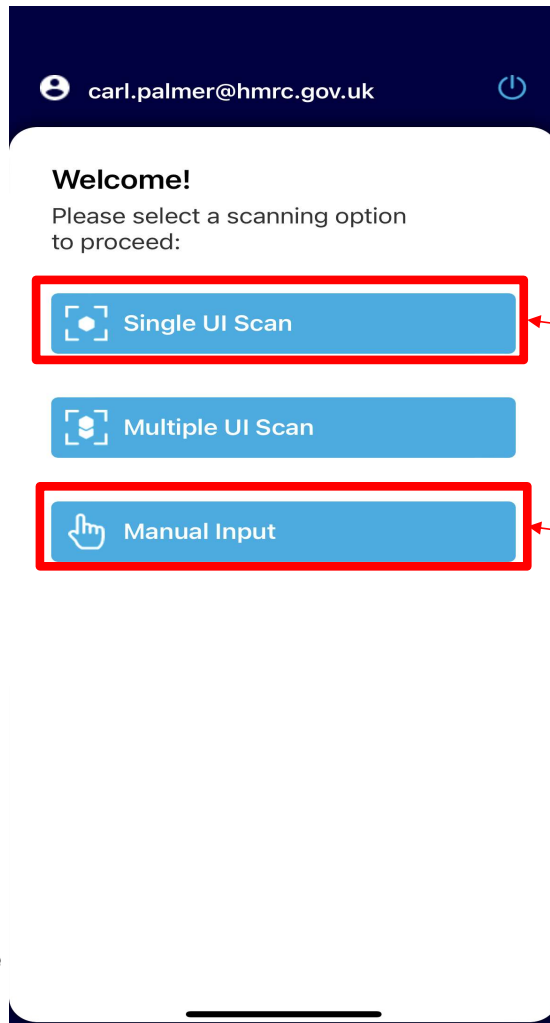 carl.palmer@hmrc.gov.uk
Welcome!
Please select a scanning option
to proceed:
Single UI Scan
Multiple UI Scan
Manual Input